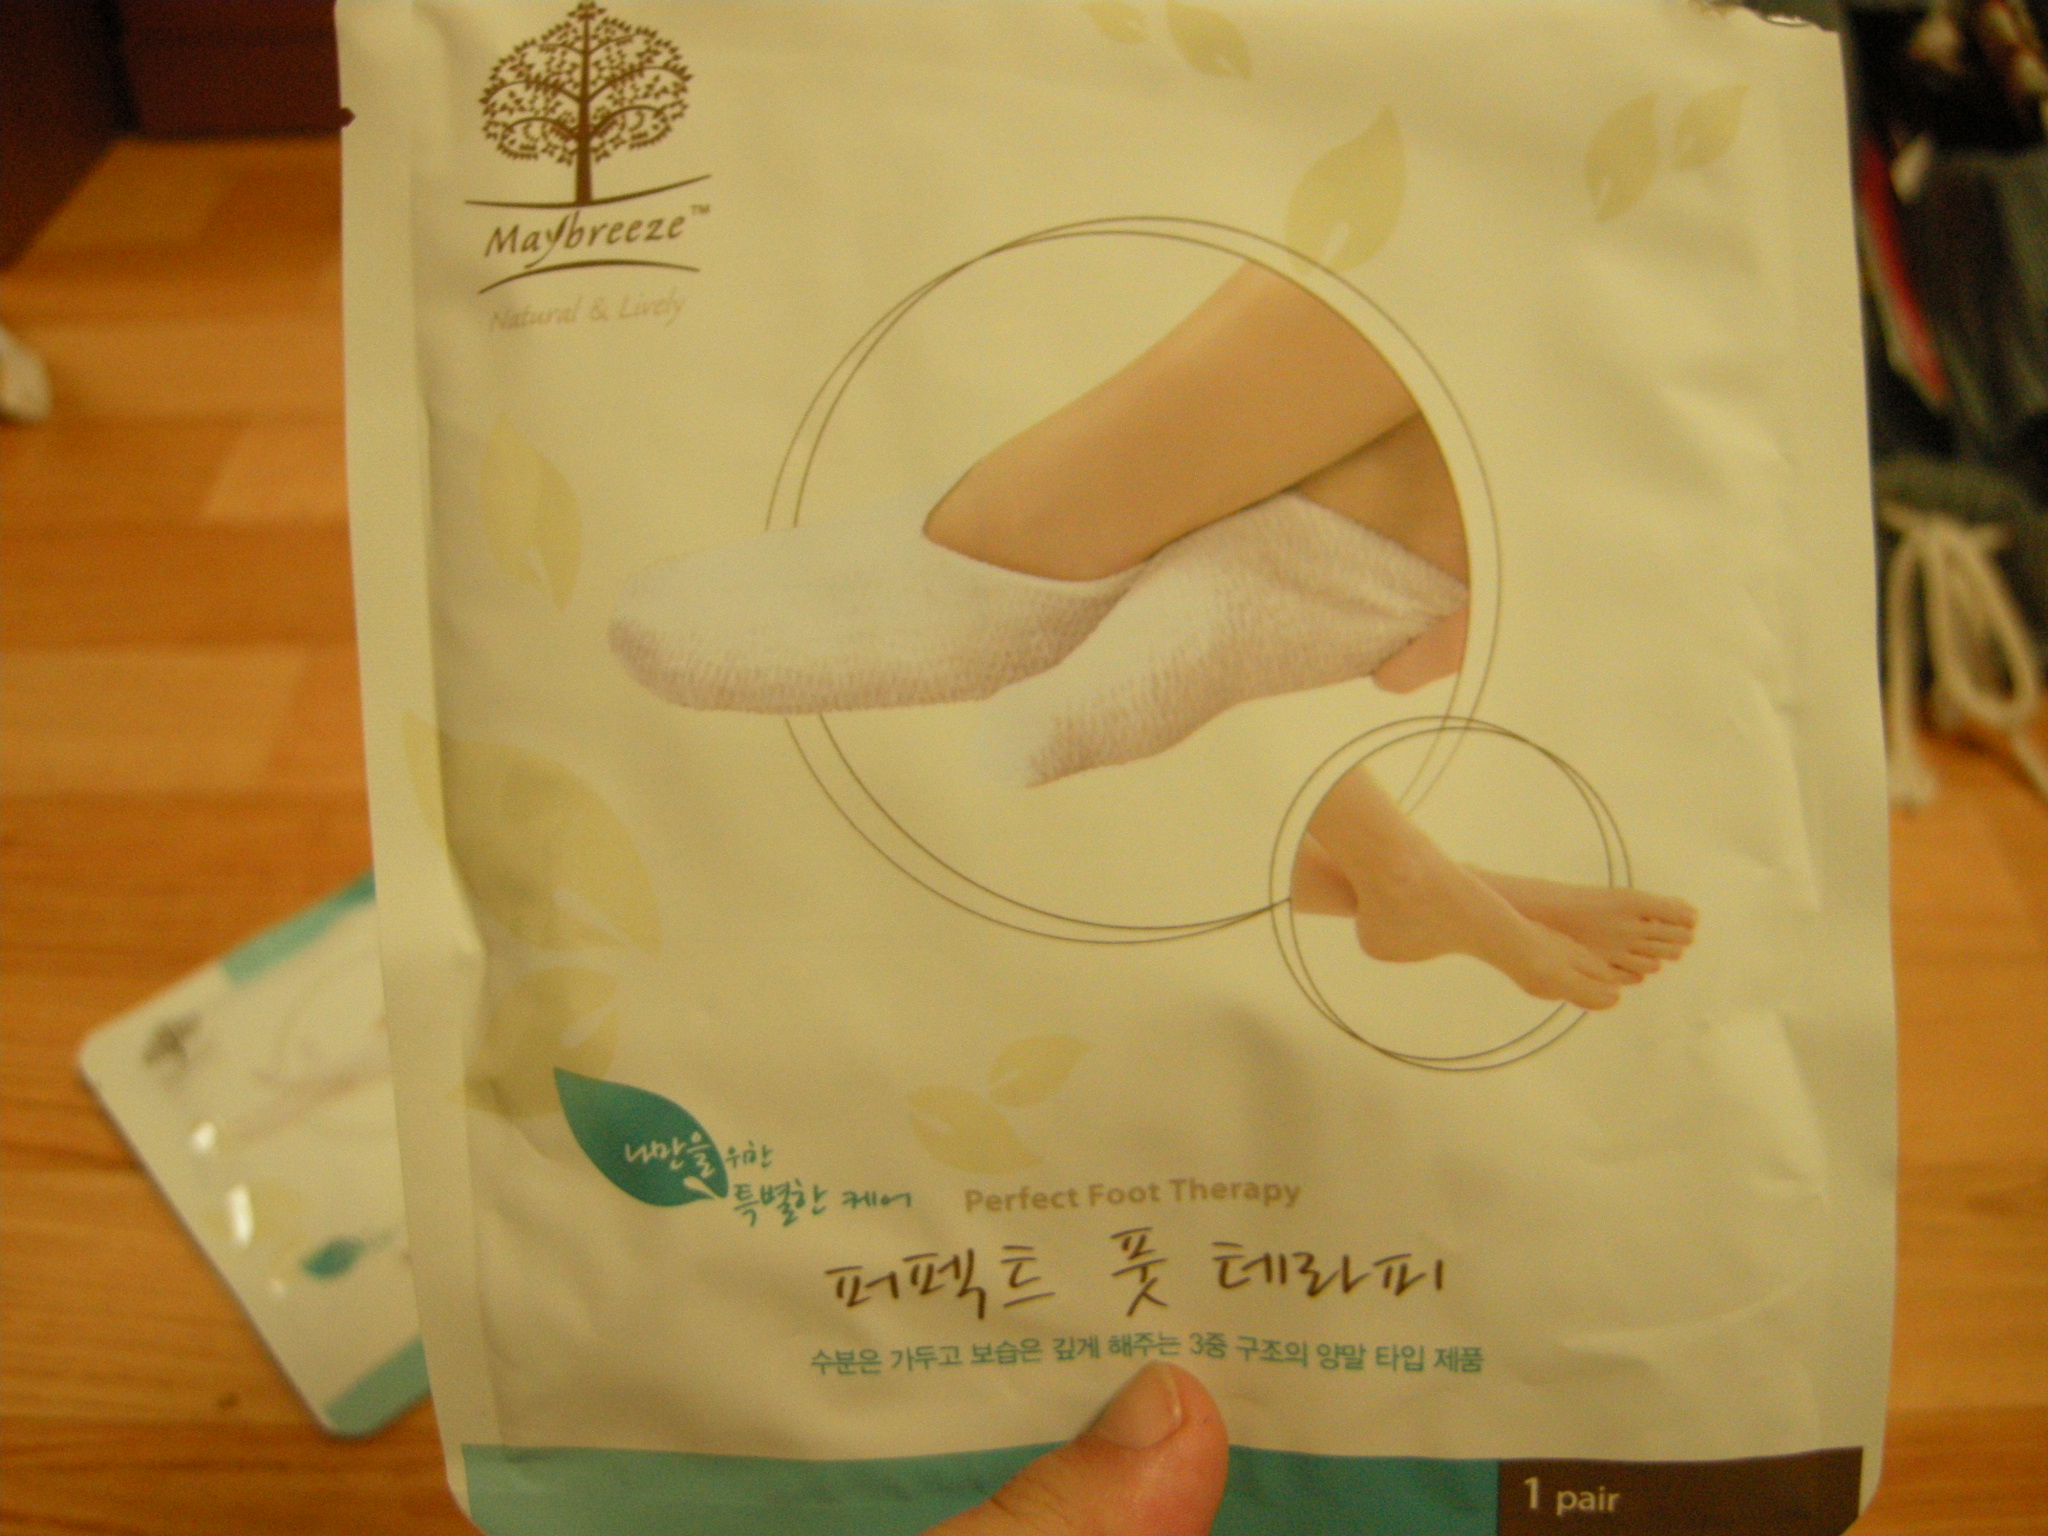 Maybreeze™
Natural & Lively
나만을 위한
특별한 케어
Perfect Foot Therapy
퍼펙트 풋 테라피
수분은 가두고 보습은 깊게 해주는 3중 구조의 양말 타입 제품
1 pair